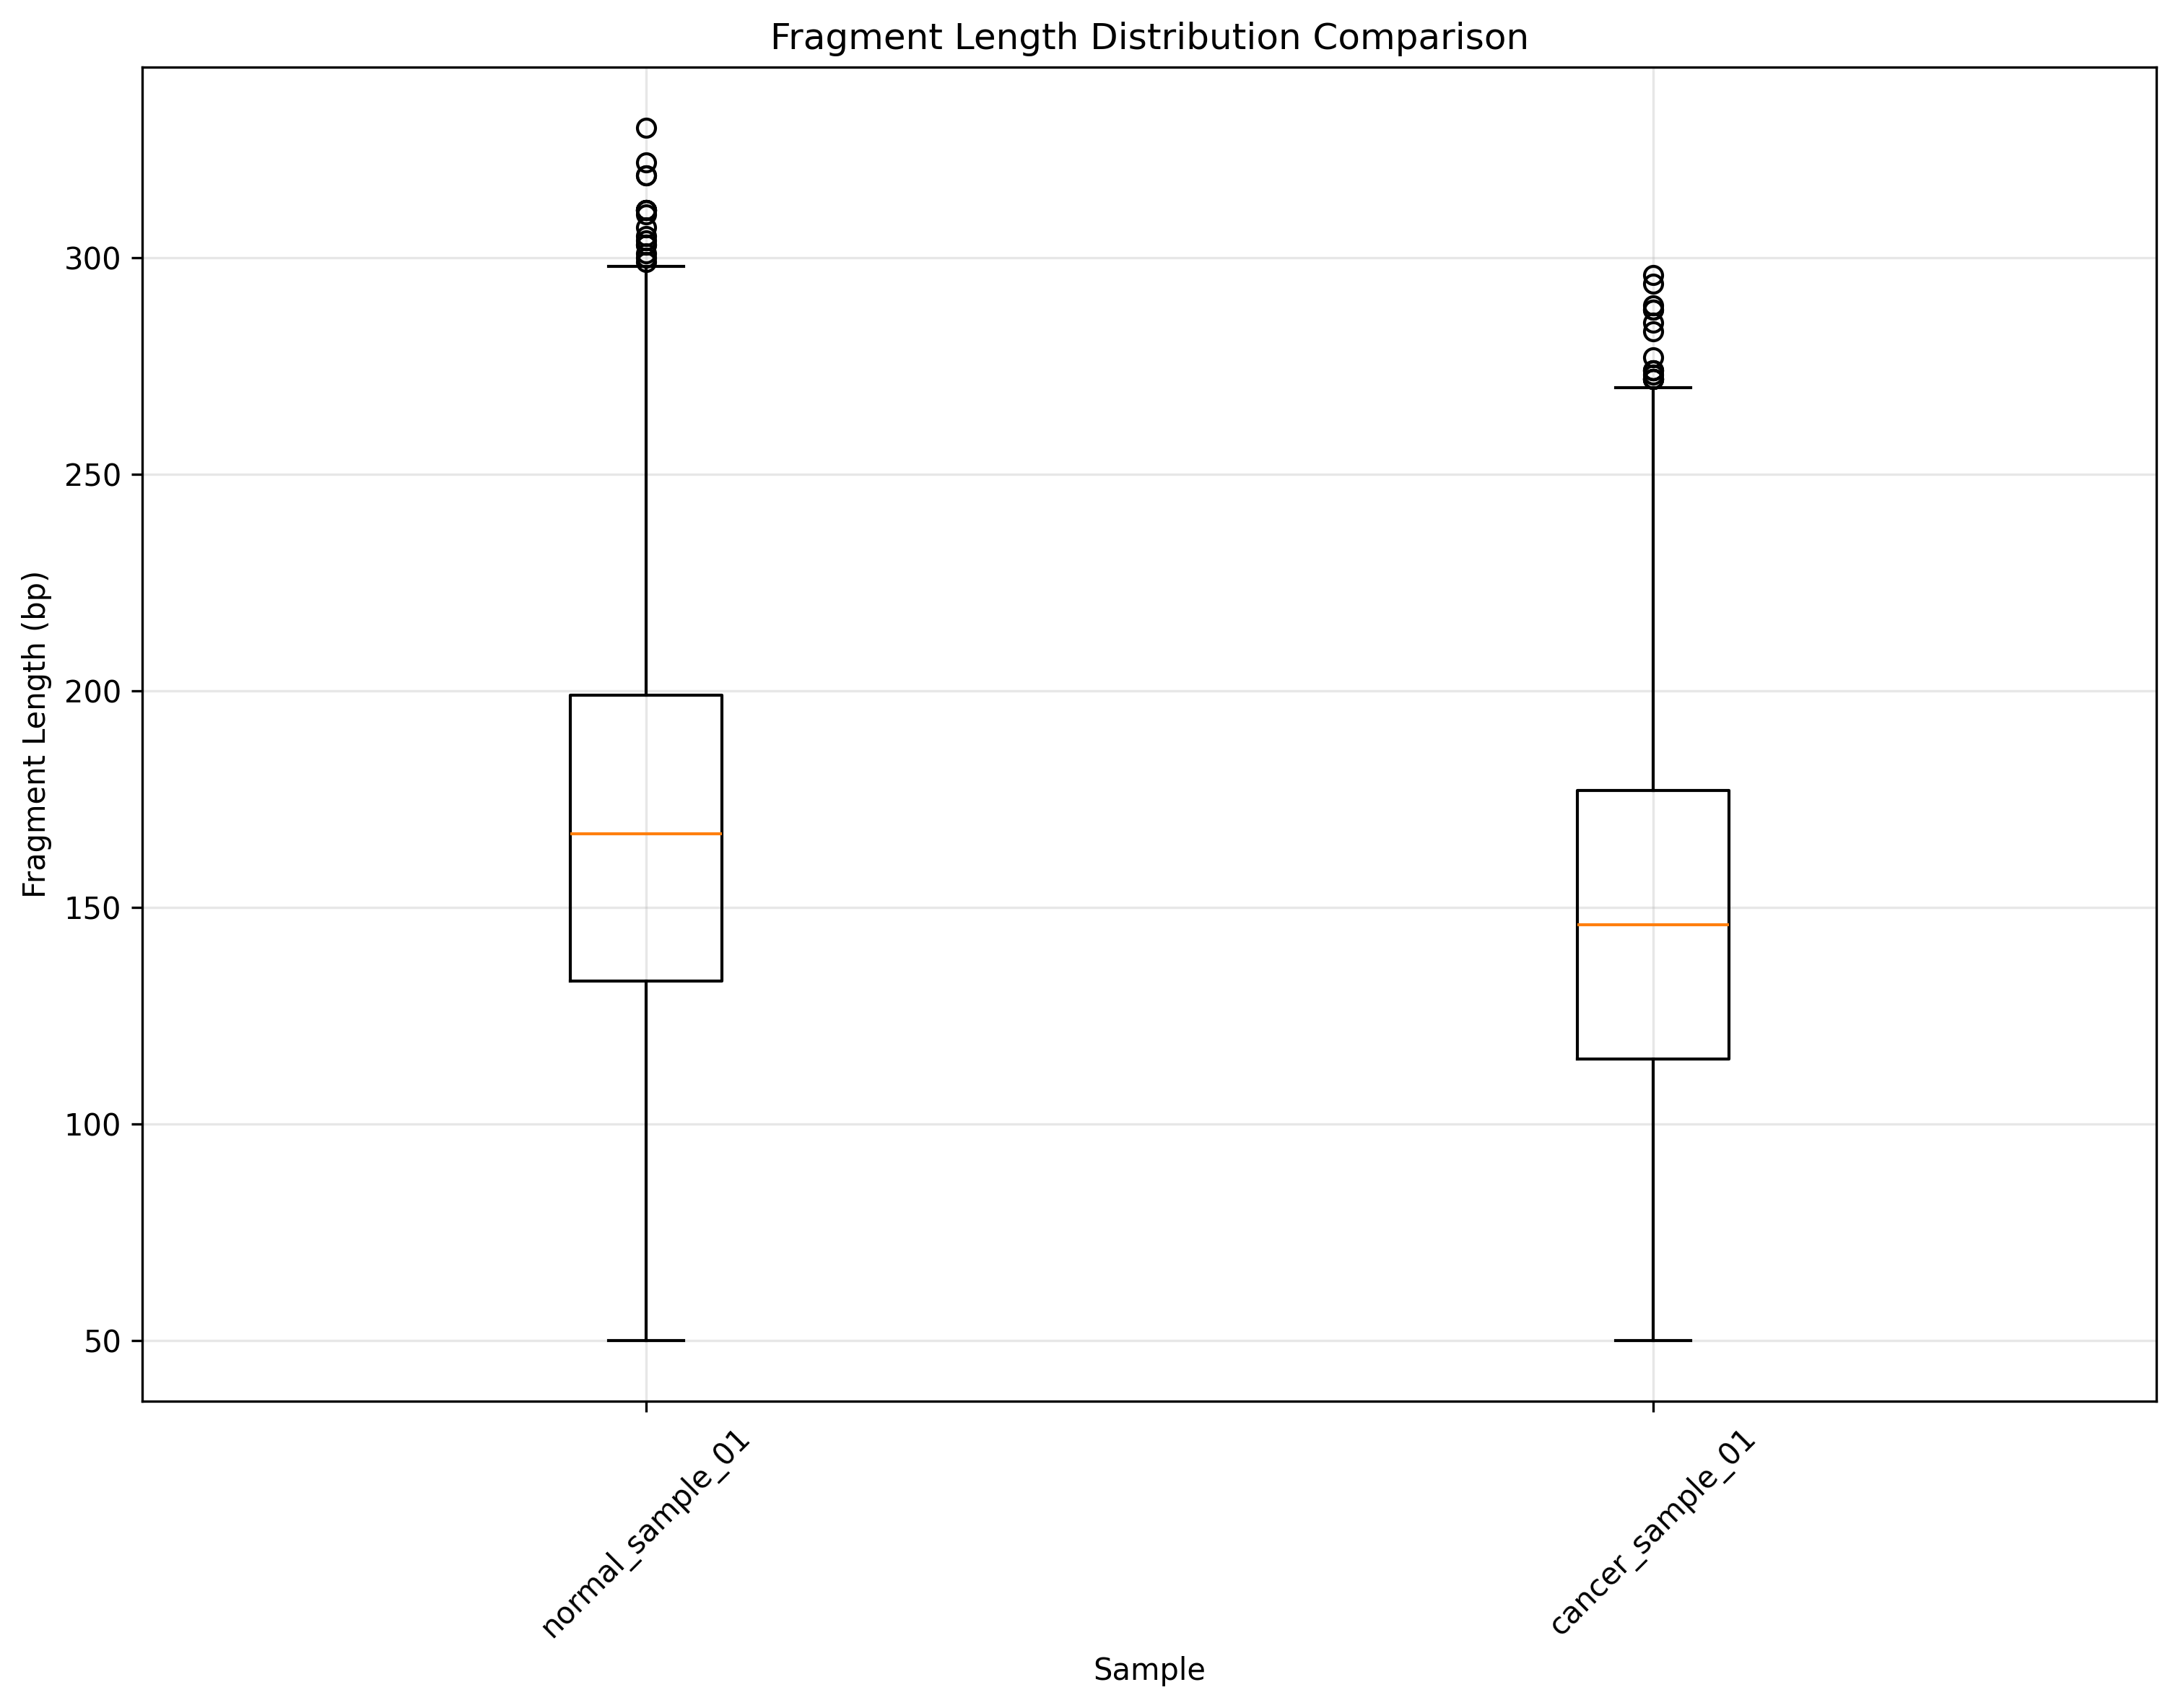 Fragment Length Distribution Comparison
Fragment Length (bp)
300
250
200
150
100
50
normal_sample_01
cancer_sample_01
Sample